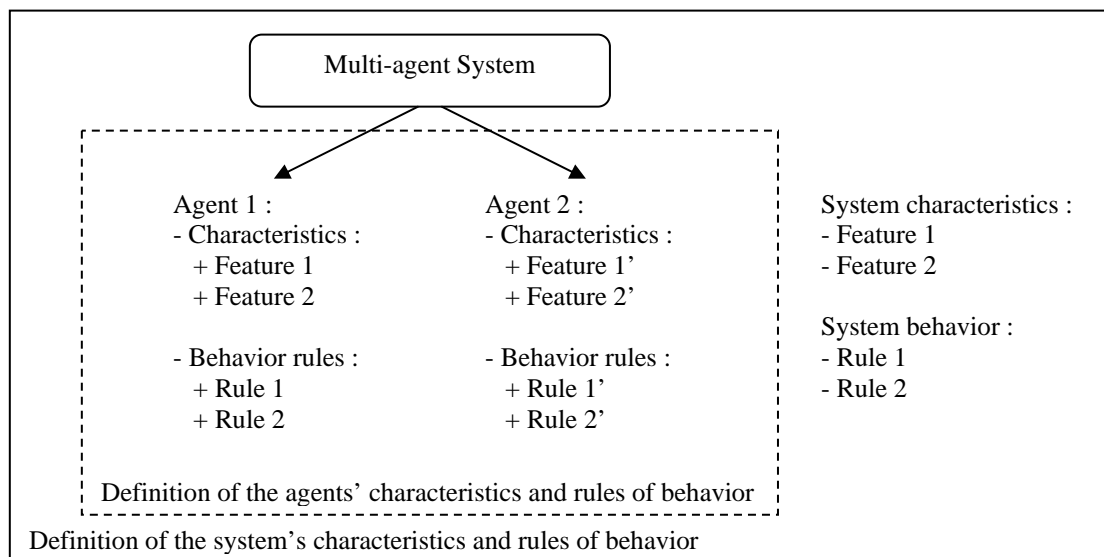 Multi-agent System
Agent 1 :
- Characteristics :
+ Feature 1
+ Feature 2
- Behavior rules :
+ Rule 1
+ Rule 2
Agent 2 :
- Characteristics :
+ Feature 1’
+ Feature 2’
- Behavior rules :
+ Rule 1’
+ Rule 2’
System characteristics :
- Feature 1
- Feature 2
System behavior :
- Rule 1
- Rule 2
Definition of the agents’ characteristics and rules of behavior
Definition of the system’s characteristics and rules of behavior